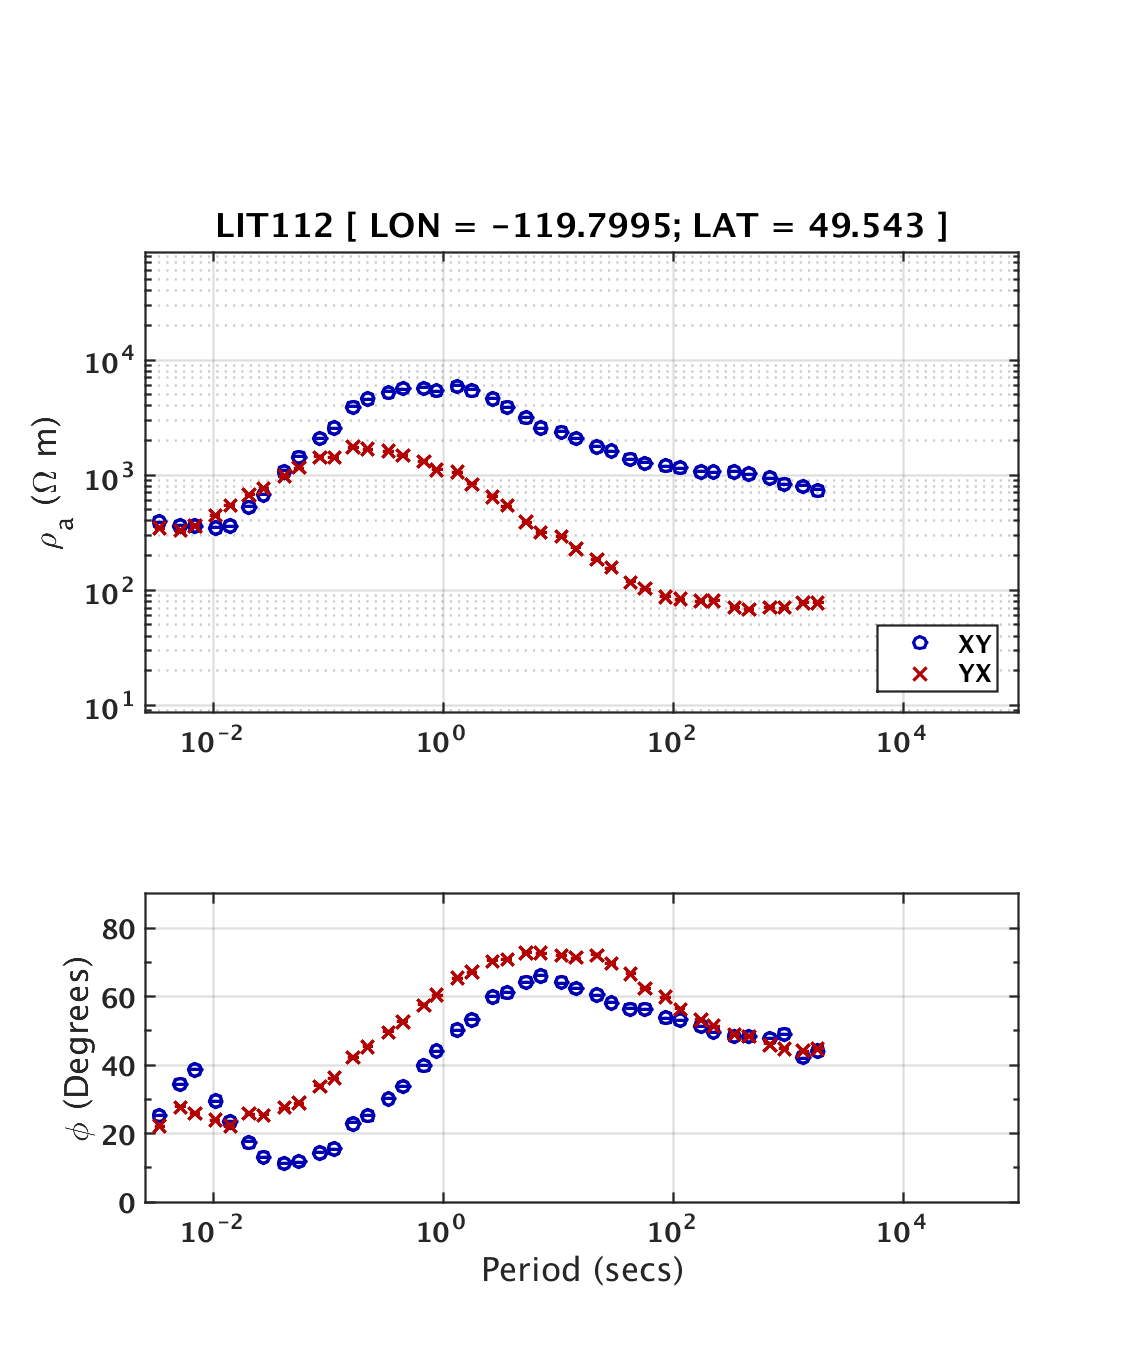 LIT112 [ LON = -119.7995; LAT = 49.543 ]
ρa (Ω m)
10^4
10^3
10^2
10^1
XY
YX
10^-2 10^0 10^2 10^4
ϕ (Degrees)
80
60
40
20
0
10^-2 10^0 10^2 10^4
Period (secs)